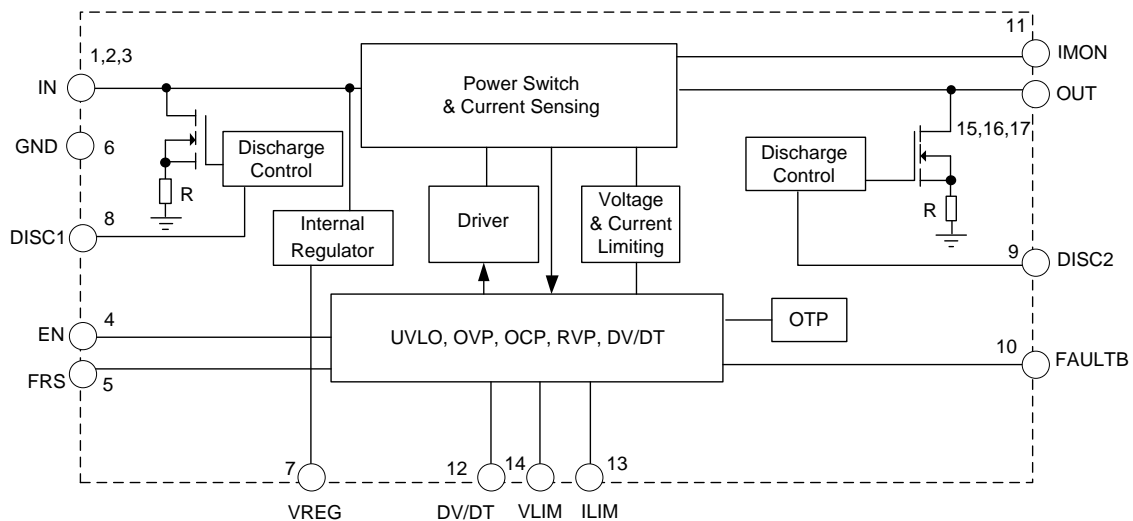 11
IMON
1,2,3
IN
Power Switch
& Current Sensing
OUT
15,16,17
GND
6
Discharge
Control
Discharge
Control
R
R
8
DISC1
Internal
Regulator
Driver
Voltage
& Current
Limiting
9
DISC2
4
EN
UVLO, OVP, OCP, RVP, DV/DT
OTP
10
FAULTB
FRS
5
7
12
14
13
VREG
DV/DT
VLIM
ILIM